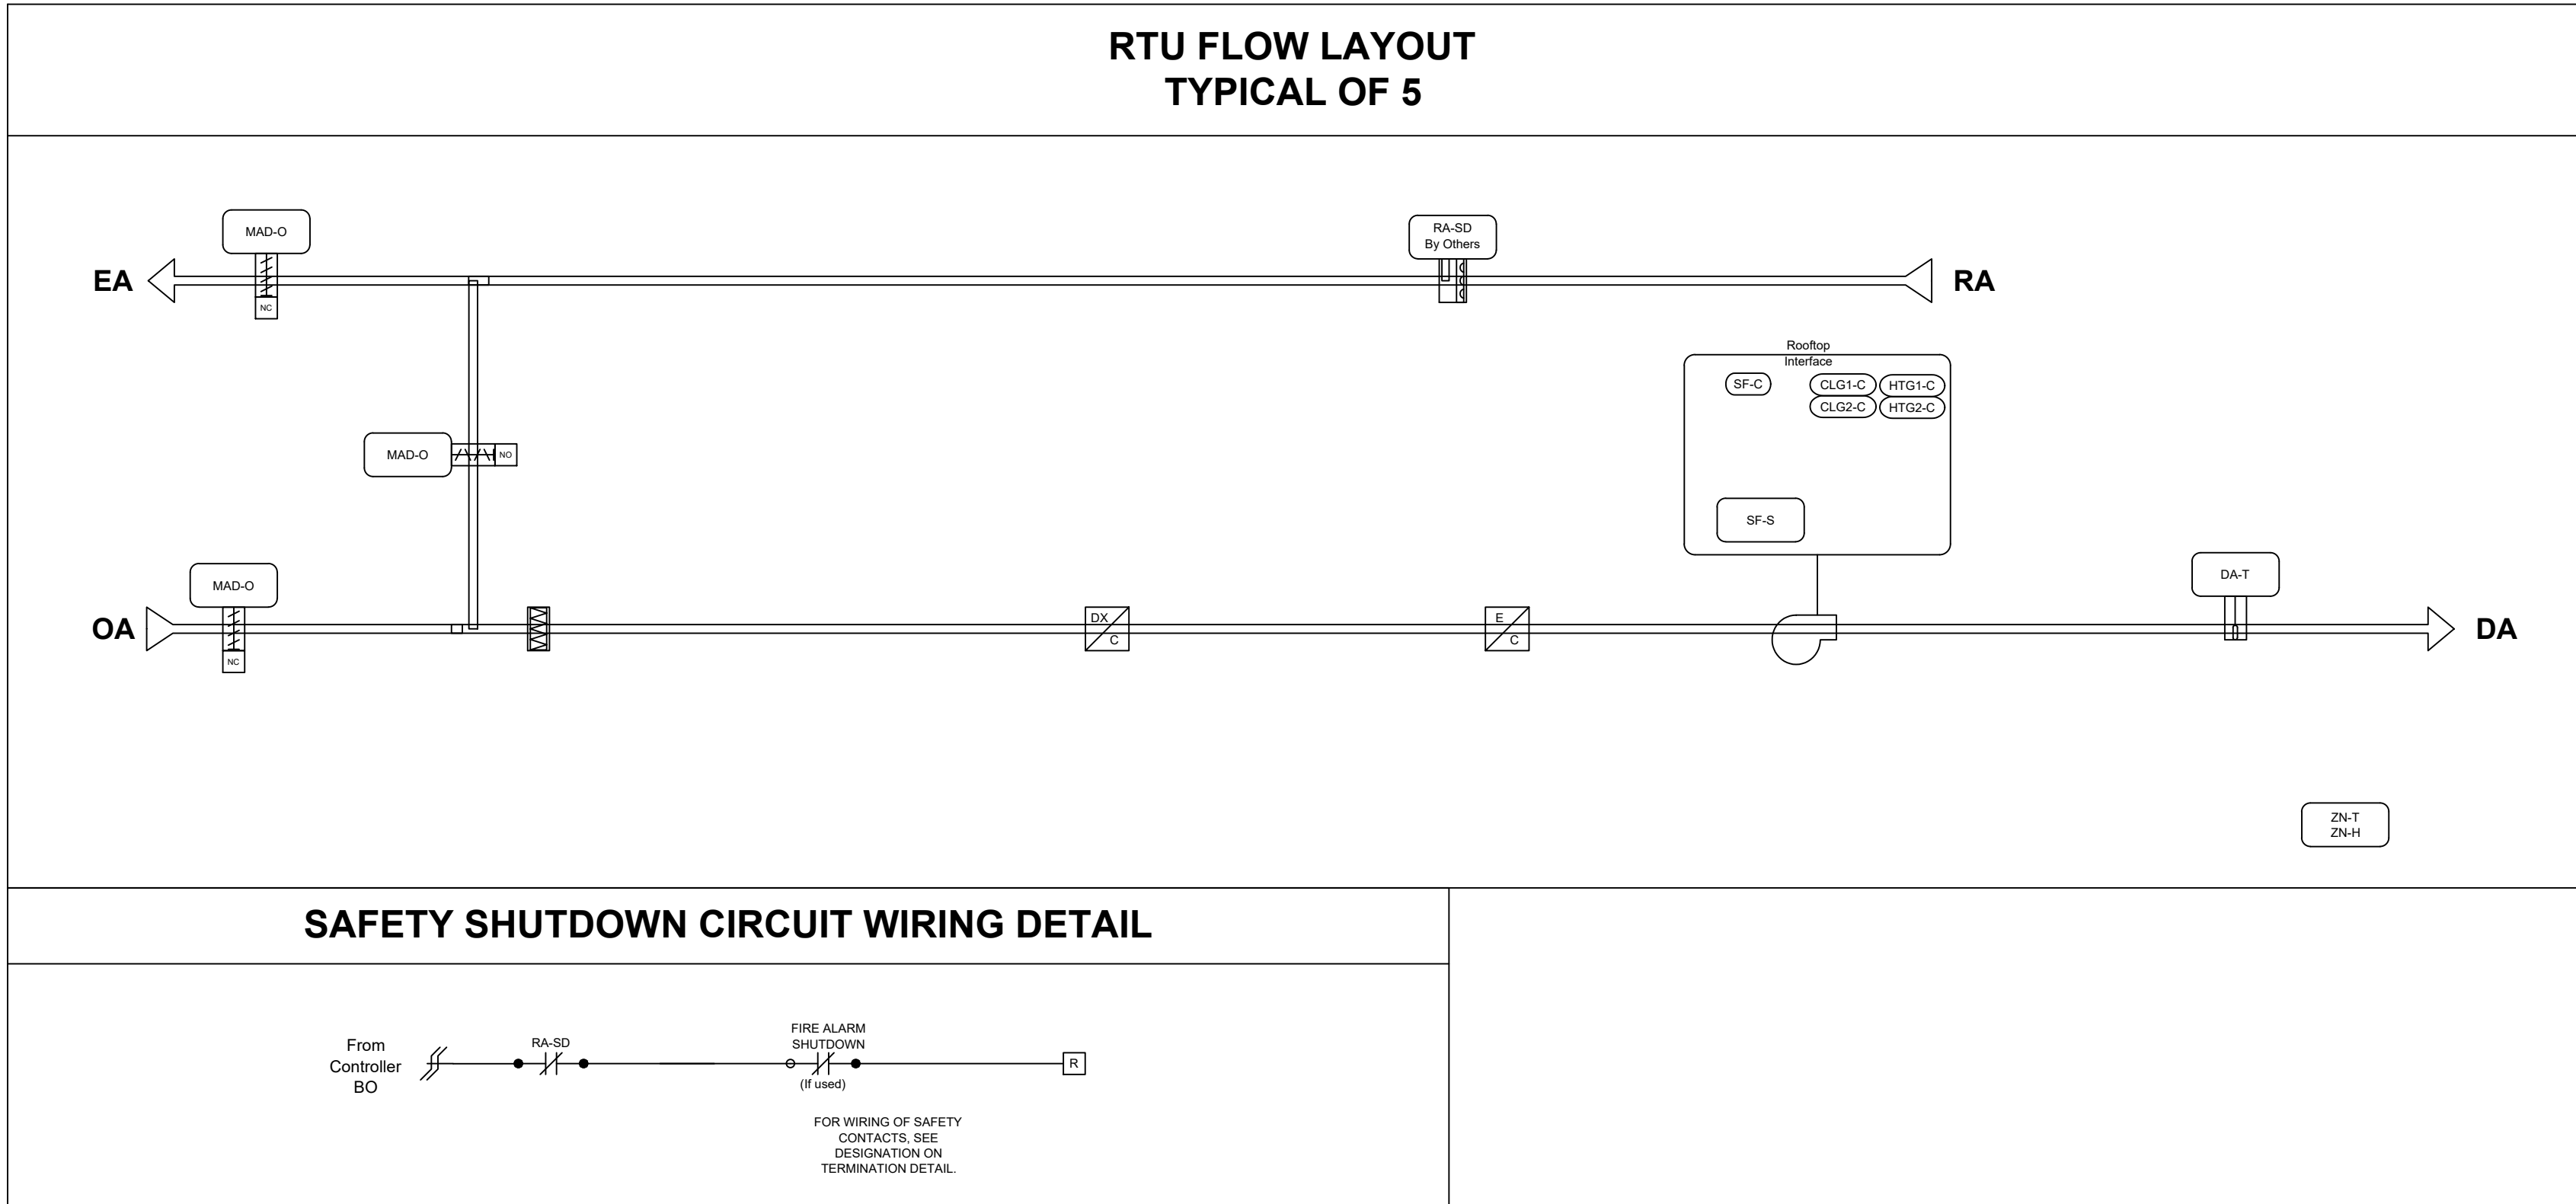 RTU FLOW LAYOUT
TYPICAL OF 5
MAD-O
NC
EA
RA-SD
By Others
RA
Rooftop
Interface
SF-C
CLG1-C
HTG1-C
CLG2-C
HTG2-C
MAD-O
NO
SF-S
MAD-O
NC
OA
DX
C
E
C
DA-T
DA
ZN-T
ZN-H
SAFETY SHUTDOWN CIRCUIT WIRING DETAIL
From
Controller
BO
RA-SD
FIRE ALARM
SHUTDOWN
(If used)
R
FOR WIRING OF SAFETY
CONTACTS, SEE
DESIGNATION ON
TERMINATION DETAIL.